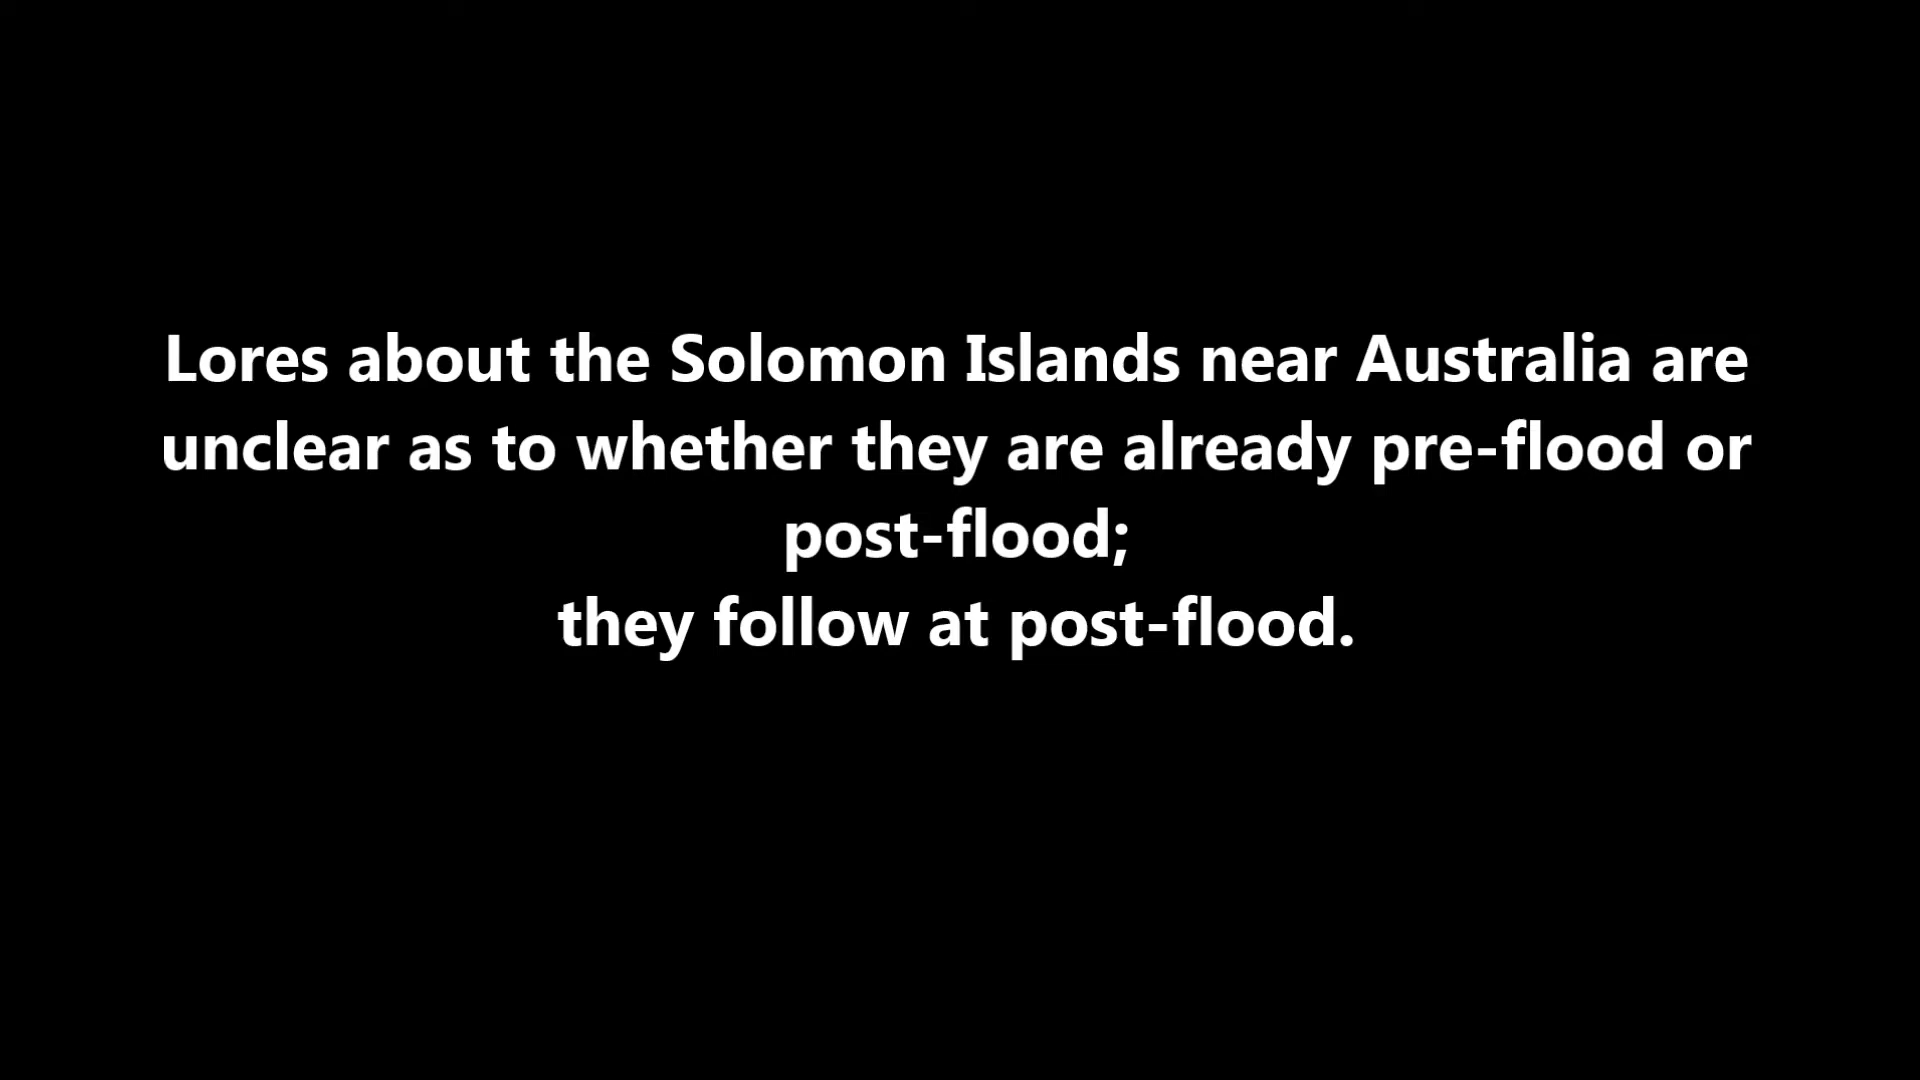 Lores about the Solomon Islands near Australia are
unclear as to whether they are already pre-flood or
post-flood;
they follow at post-flood.